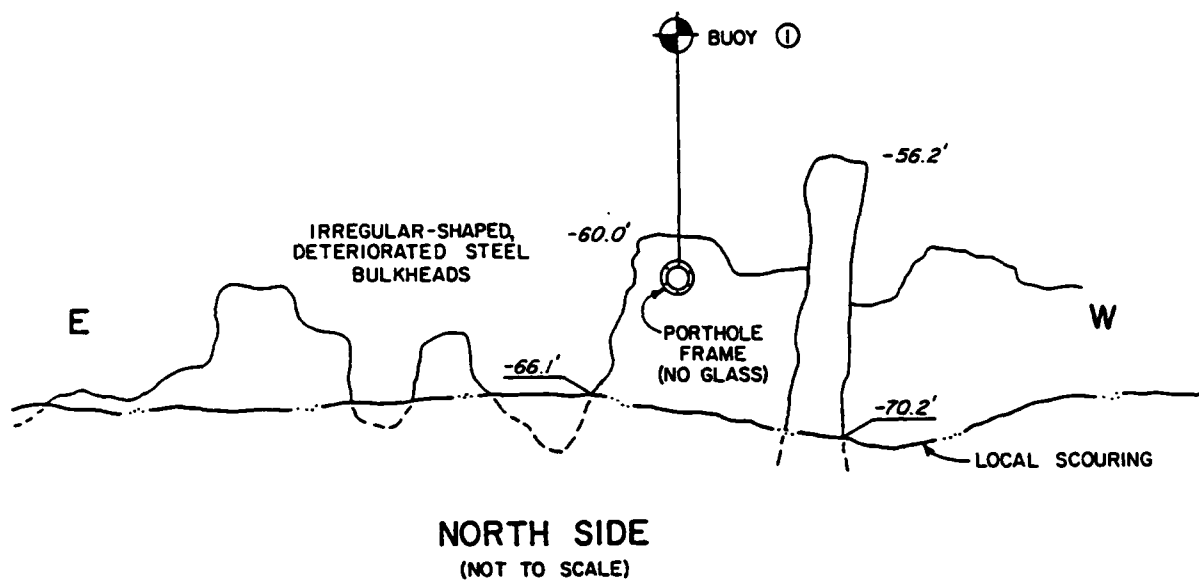 BUOY ①
-56.2'
IRREGULAR-SHAPED,
DETERIORATED STEEL
BULKHEADS
-60.0'
E
W
PORTHOLE
FRAME
(NO GLASS)
-66.1'
-70.2'
LOCAL SCOURING
NORTH SIDE
(NOT TO SCALE)